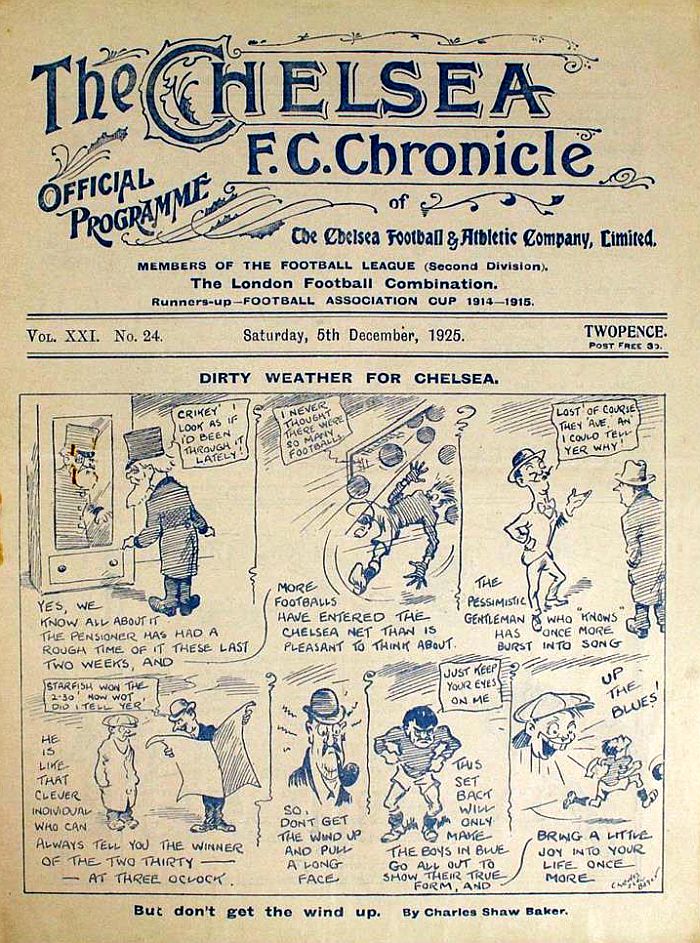 The CHELSEA
F.C. Chronicle
OFFICIAL
PROGRAMME
of
The Chelsea Football & Athletic Company, Limited.
MEMBERS OF THE FOOTBALL LEAGUE (Second Division).
The London Football Combination.
Runners-up—FOOTBALL ASSOCIATION CUP 1914—1915.
VOL. XXI. No. 24.
Saturday, 5th December, 1925.
TWOPENCE.
POST FREE 3D.
DIRTY WEATHER FOR CHELSEA.
CRIKEY!
LOOK AS IF
I'D BEEN
THROUGH IT
LATELY!
YES, WE
KNOW ALL ABOUT IT
THE PENSIONER HAS HAD A
ROUGH TIME OF IT THESE LAST
TWO WEEKS, AND
I NEVER
THOUGHT
THERE WERE
SO MANY
FOOTBALLS
MORE
FOOTBALLS
HAVE ENTERED THE
CHELSEA NET THAN IS
PLEASANT TO THINK ABOUT.
LOST! OF COURSE
THEY 'AVE, AN'
I COULD TELL
YER WHY!
THE
PESSIMISTIC
GENTLEMAN WHO "KNOWS"
HAS ONCE MORE
BURST INTO SONG
STARFISH WON THE
2-30' NOW WOT
DID I TELL YER'
HE
IS
LIKE
THAT
CLEVER
INDIVIDUAL
WHO CAN
ALWAYS TELL YOU THE WINNER
OF THE TWO THIRTY —
— AT THREE OCLOCK.
SO.
DON'T GET
THE WIND UP
AND PULL
A LONG
FACE
JUST KEEP
YOUR EYES
ON ME
THIS
SET
BACK
WILL
ONLY
MAKE
THE BOYS IN BLUE
GO ALL OUT TO
SHOW THEIR TRUE
FORM, AND
UP
THE
BLUES!
BRING A LITTLE
JOY INTO YOUR
LIFE ONCE
MORE
But don't get the wind up. By Charles Shaw Baker.